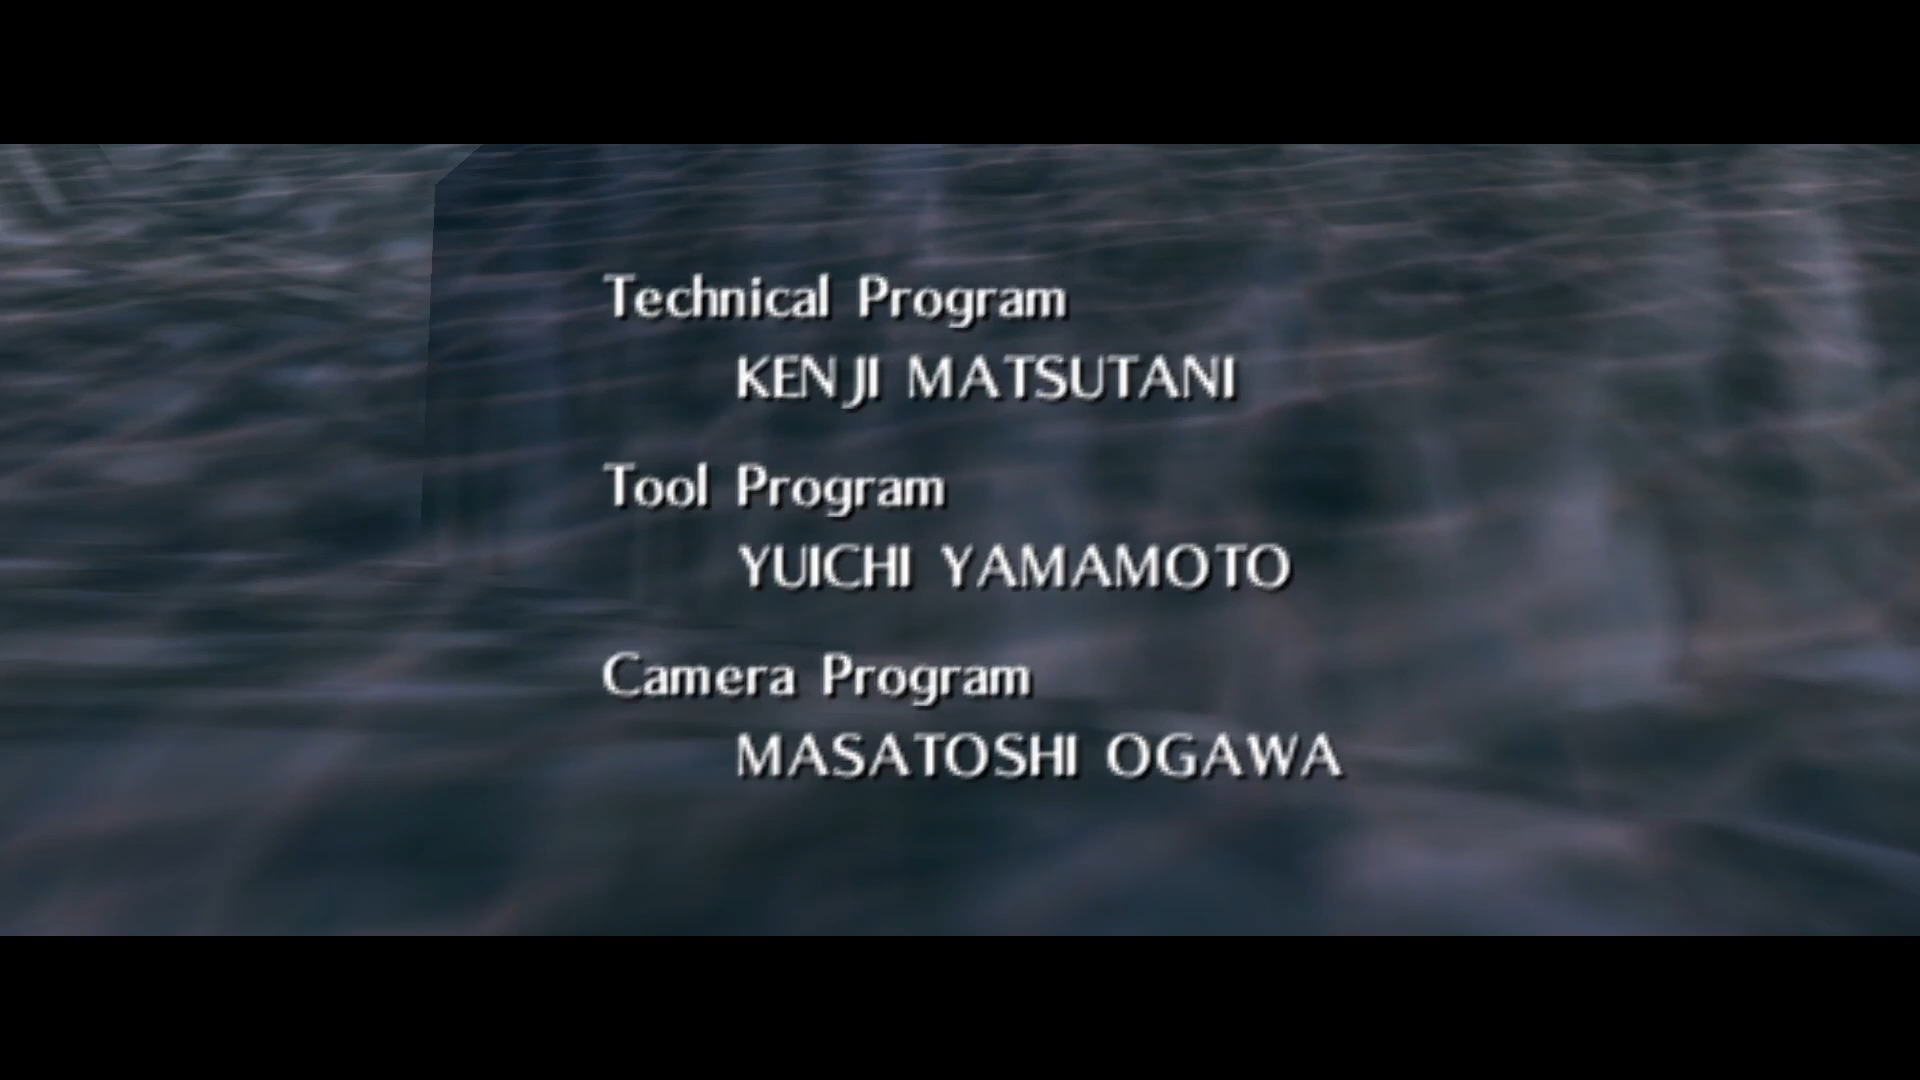 Technical Program
KENJI MATSUTANI
Tool Program
YUICHI YAMAMOTO
Camera Program
MASATOSHI OGAWA